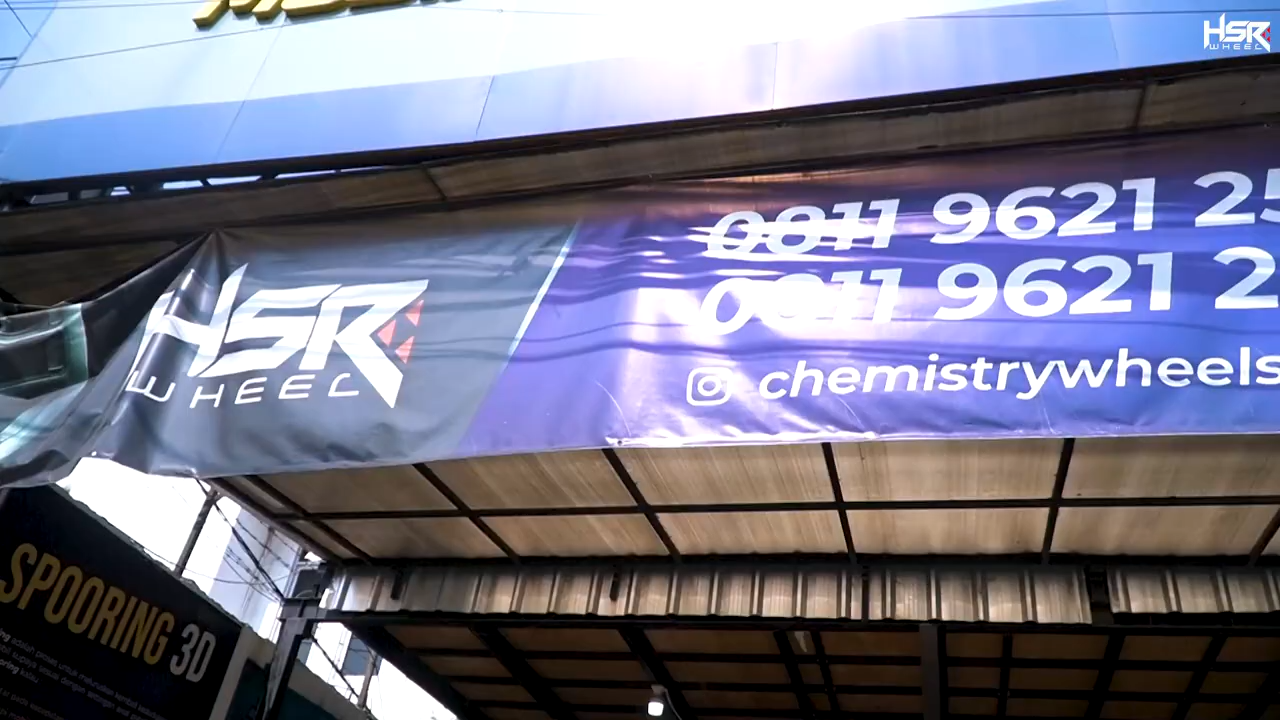 HSR
WHEEL
0811 9621 25
0811 9621 2
chemistrywheels
HSR
WHEEL
SPOORING 3D